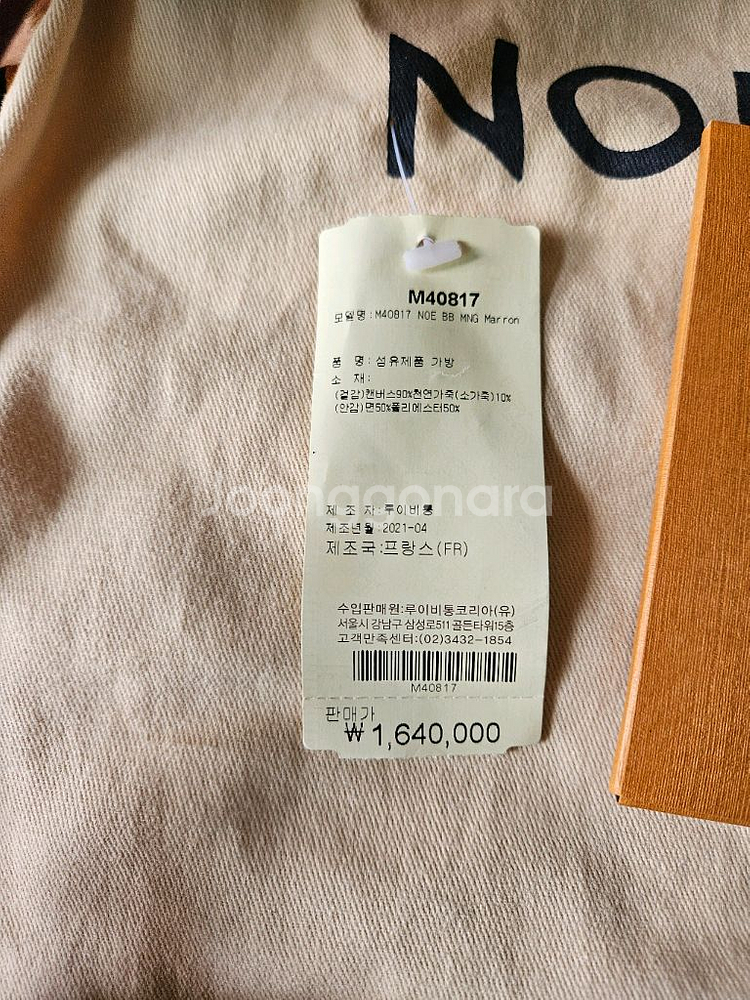 NO
M40817
모델명:M40817 NOE BB MNG Marron
품 명:섬유제품 가방
소 재:
(겉감)캔버스90%천연가죽(소가죽)10%
(안감)면50%폴리에스터50%
Joonggonara
제 조 자:루이비통
제조년월:2021-04
제조국:프랑스(FR)
수입판매원:루이비통코리아(유)
서울시 강남구 삼성로511 골든타워15층
고객만족센터:(02)3432-1854
M40817
판매가
₩1,640,000